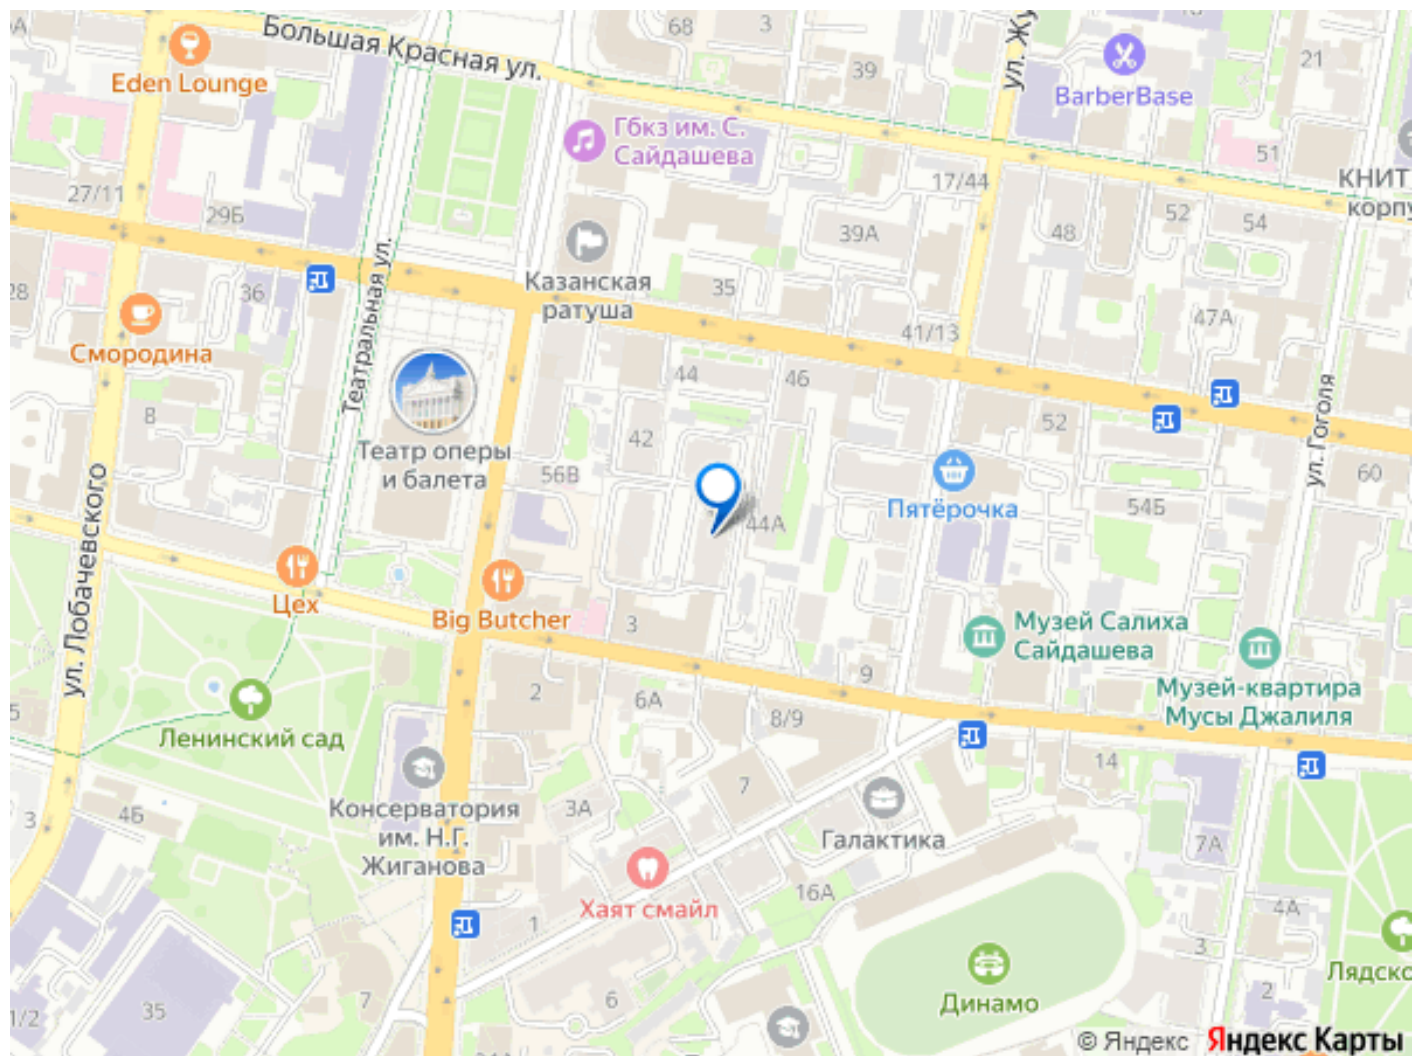 68
3
Большая Красная ул.
ул. Жу
21
Eden Lounge
39
BarberBase
Гбкз им. С.
Сайдашева
51
КНИТ
корпу
27/11
29Б
17/44
52
54
39А
48
Театральная ул.
28
36
Казанская
ратуша
35
47А
41/13
Смородина
44
46
8
52
ул. Гоголя
Театр оперы
и балета
42
56В
60
Пятёрочка
54Б
44А
ул. Лобачевского
Цех
Big Butcher
3
Музей Салиха
Сайдашева
9
Музей-квартира
Мусы Джалиля
2
6А
8/9
5
Ленинский сад
14
7
Консерватория
им. Н.Г.
Жиганова
3А
4Б
3
Галактика
7А
Хаят смайл
16А
1
4А
3
Лядско
Динамо
2
35
7
6
1/2
© Яндекс Яндекс Карты